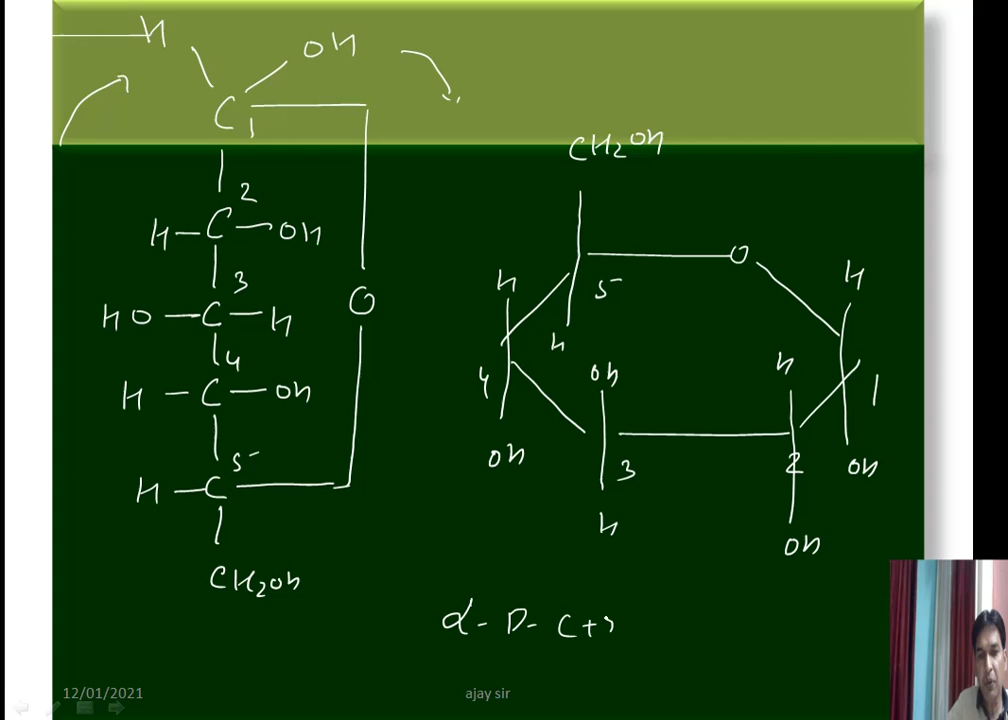 H OH
C 1
2
H-C-OH
3
HO-C-H
O
4
H-C-OH
5
H-C
CH2OH
CH2OH
O
5
H
H
H
4
OH
H
OH
3
H
2
1
OH
OH
H
α-D-C+
12/01/2021
ajay sir